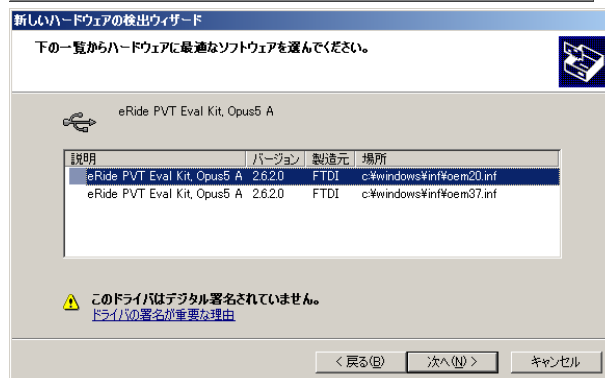 新しいハードウェアの検出ウィザード
下の一覧からハードウェアに最適なソフトウェアを選んでください。
eRide PVT Eval Kit, Opus5 A
説明 バージョン 製造元 場所
eRide PVT Eval Kit, Opus5 A 2.6.2.0 FTDI c:¥windows¥inf¥oem20.inf
eRide PVT Eval Kit, Opus5 A 2.6.2.0 FTDI c:¥windows¥inf¥oem37.inf
このドライバはデジタル署名されていません。
ドライバの署名が重要な理由
< 戻る(B) 次へ(N) > キャンセル